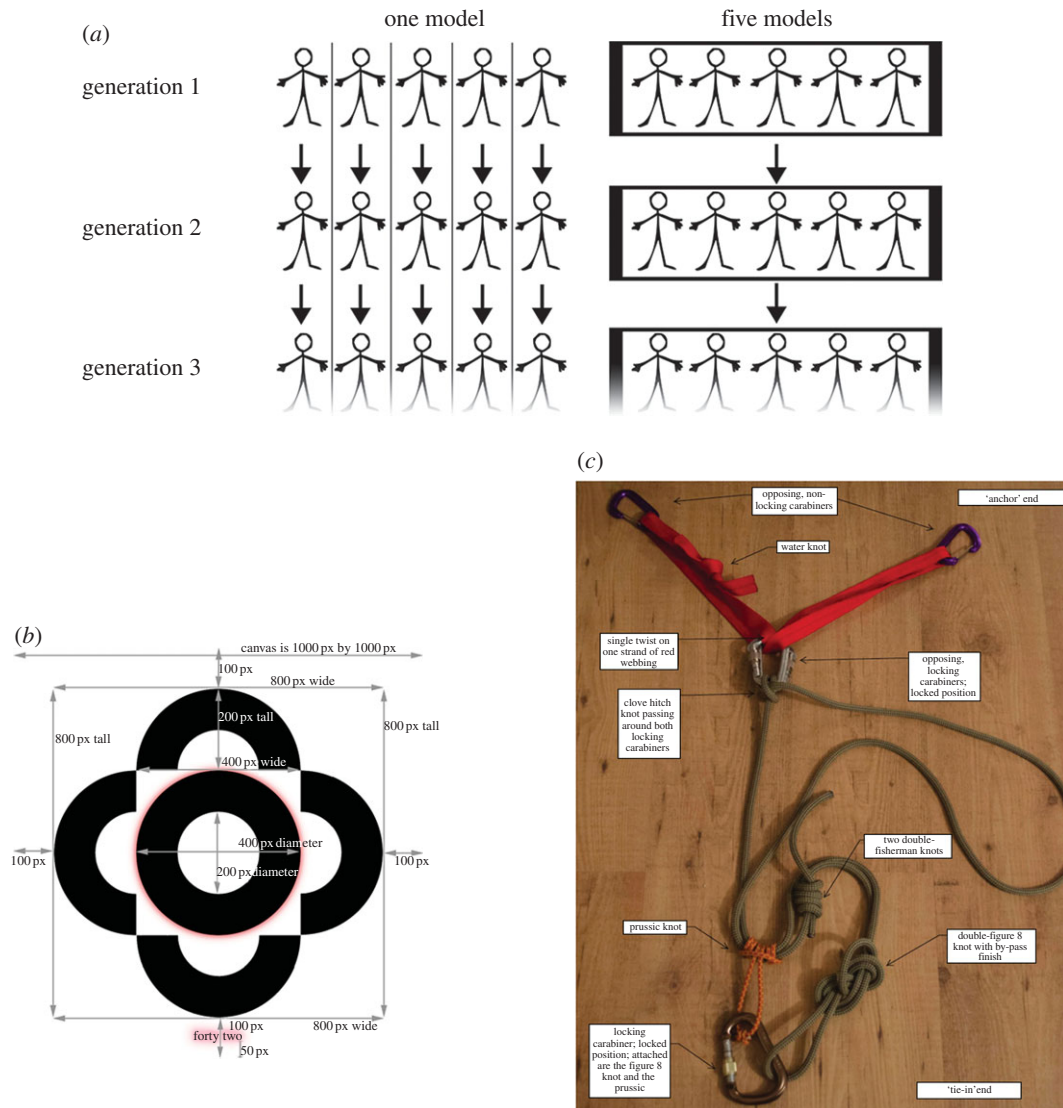 (a)
one model
five models
generation 1
generation 2
generation 3
(b)
canvas is 1000 px by 1000 px
100 px
800 px wide
200 px tall
800 px tall
800 px tall
400 px wide
400 px diameter
100 px
100 px
200 px diameter
100 px
800 px wide
forty two
50 px
(c)
opposing, non-
locking carabiners
'anchor' end
water knot
single twist on
one strand of red
webbing
opposing,
locking
carabiners;
locked position
clove hitch
knot passing
around both
locking
carabiners
two double-
fisherman knots
prussic knot
double-figure 8
knot with by-pass
finish
locking
carabiner; locked
position; attached
are the figure 8
knot and the
prussic
'tie-in'end